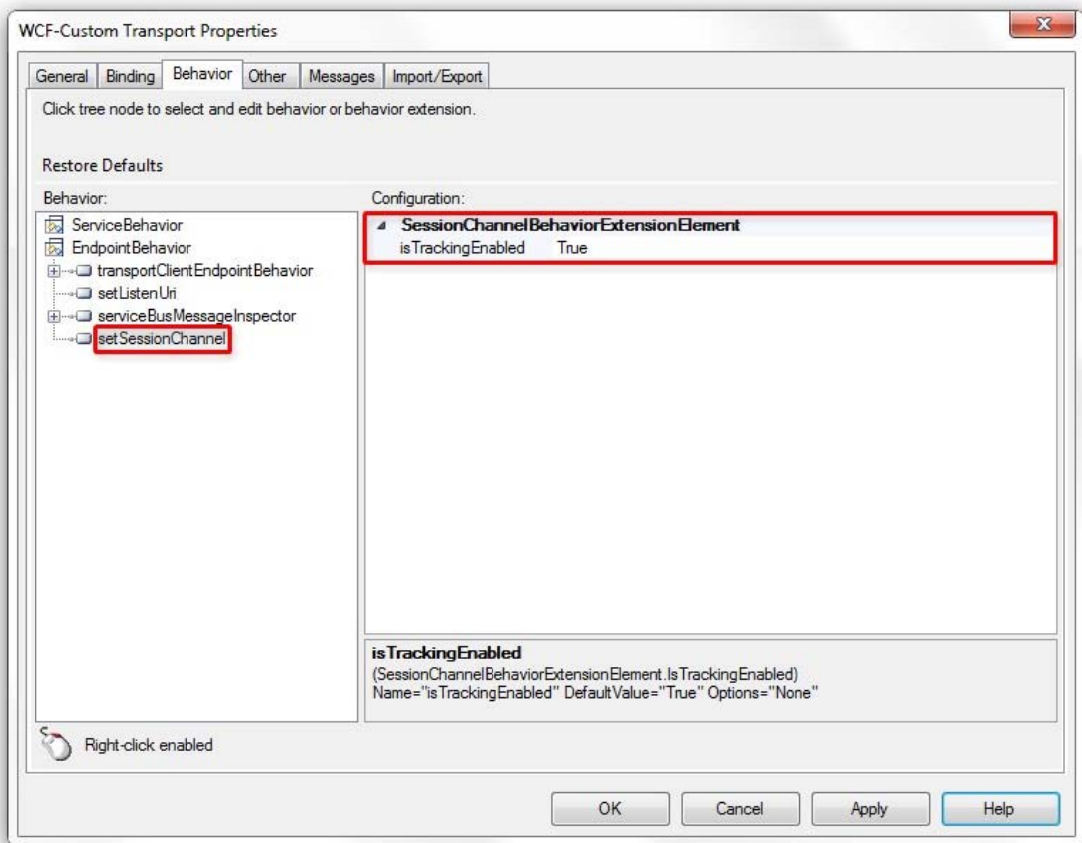 WCF-Custom Transport Properties
General Binding Behavior Other Messages Import/Export
Click tree node to select and edit behavior or behavior extension.
Restore Defaults
Behavior:
ServiceBehavior
EndpointBehavior
transportClientEndpointBehavior
setListenUri
serviceBusMessageInspector
setSessionChannel
Configuration:
SessionChannelBehaviorExtensionElement
isTrackingEnabled True
isTrackingEnabled
(SessionChannelBehaviorExtensionElement.IsTrackingEnabled)
Name="isTrackingEnabled" DefaultValue="True" Options="None"
Right-click enabled
OK Cancel Apply Help